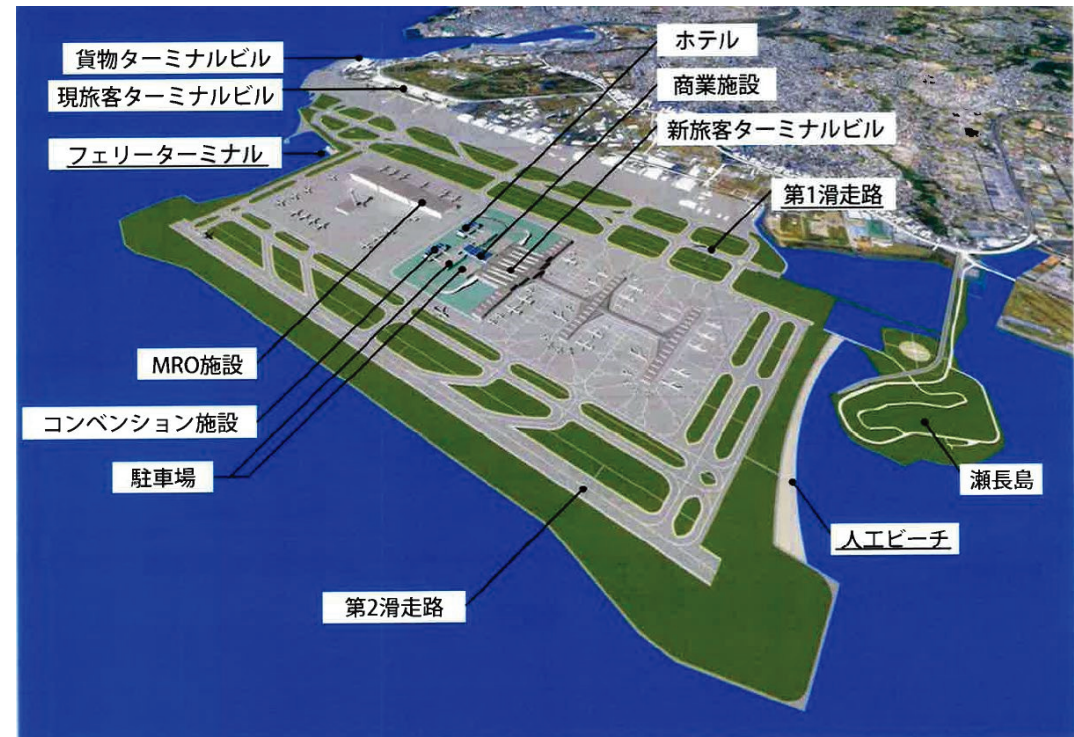 貨物ターミナルビル
現旅客ターミナルビル
フェリーターミナル
ホテル
商業施設
新旅客ターミナルビル
第1滑走路
MRO施設
コンベンション施設
駐車場
瀬長島
人工ビーチ
第2滑走路